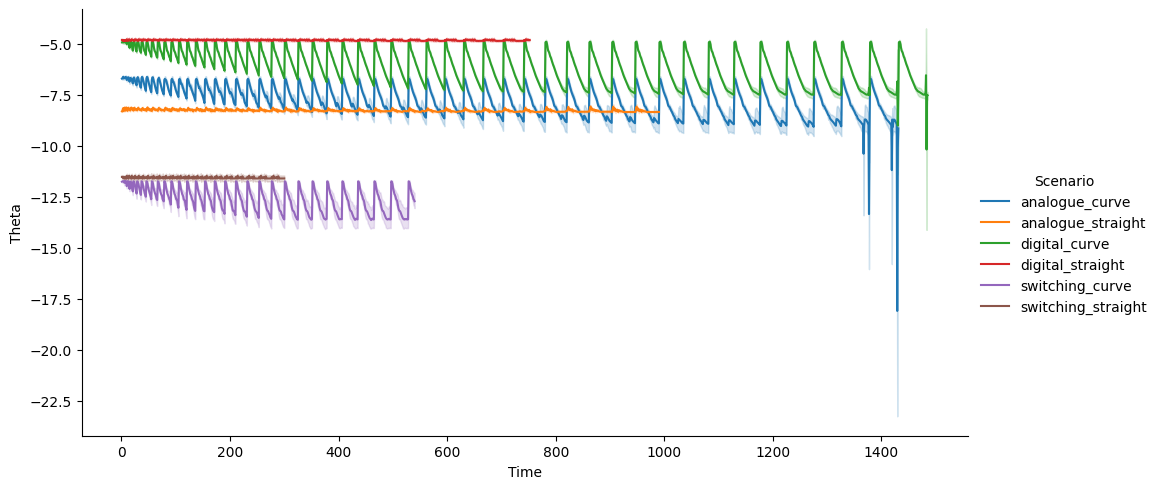 −5.0
−7.5
−10.0
−12.5
−15.0
−17.5
−20.0
−22.5
Theta
0
200
400
600
800
1000
1200
1400
Time
Scenario
analogue_curve
analogue_straight
digital_curve
digital_straight
switching_curve
switching_straight